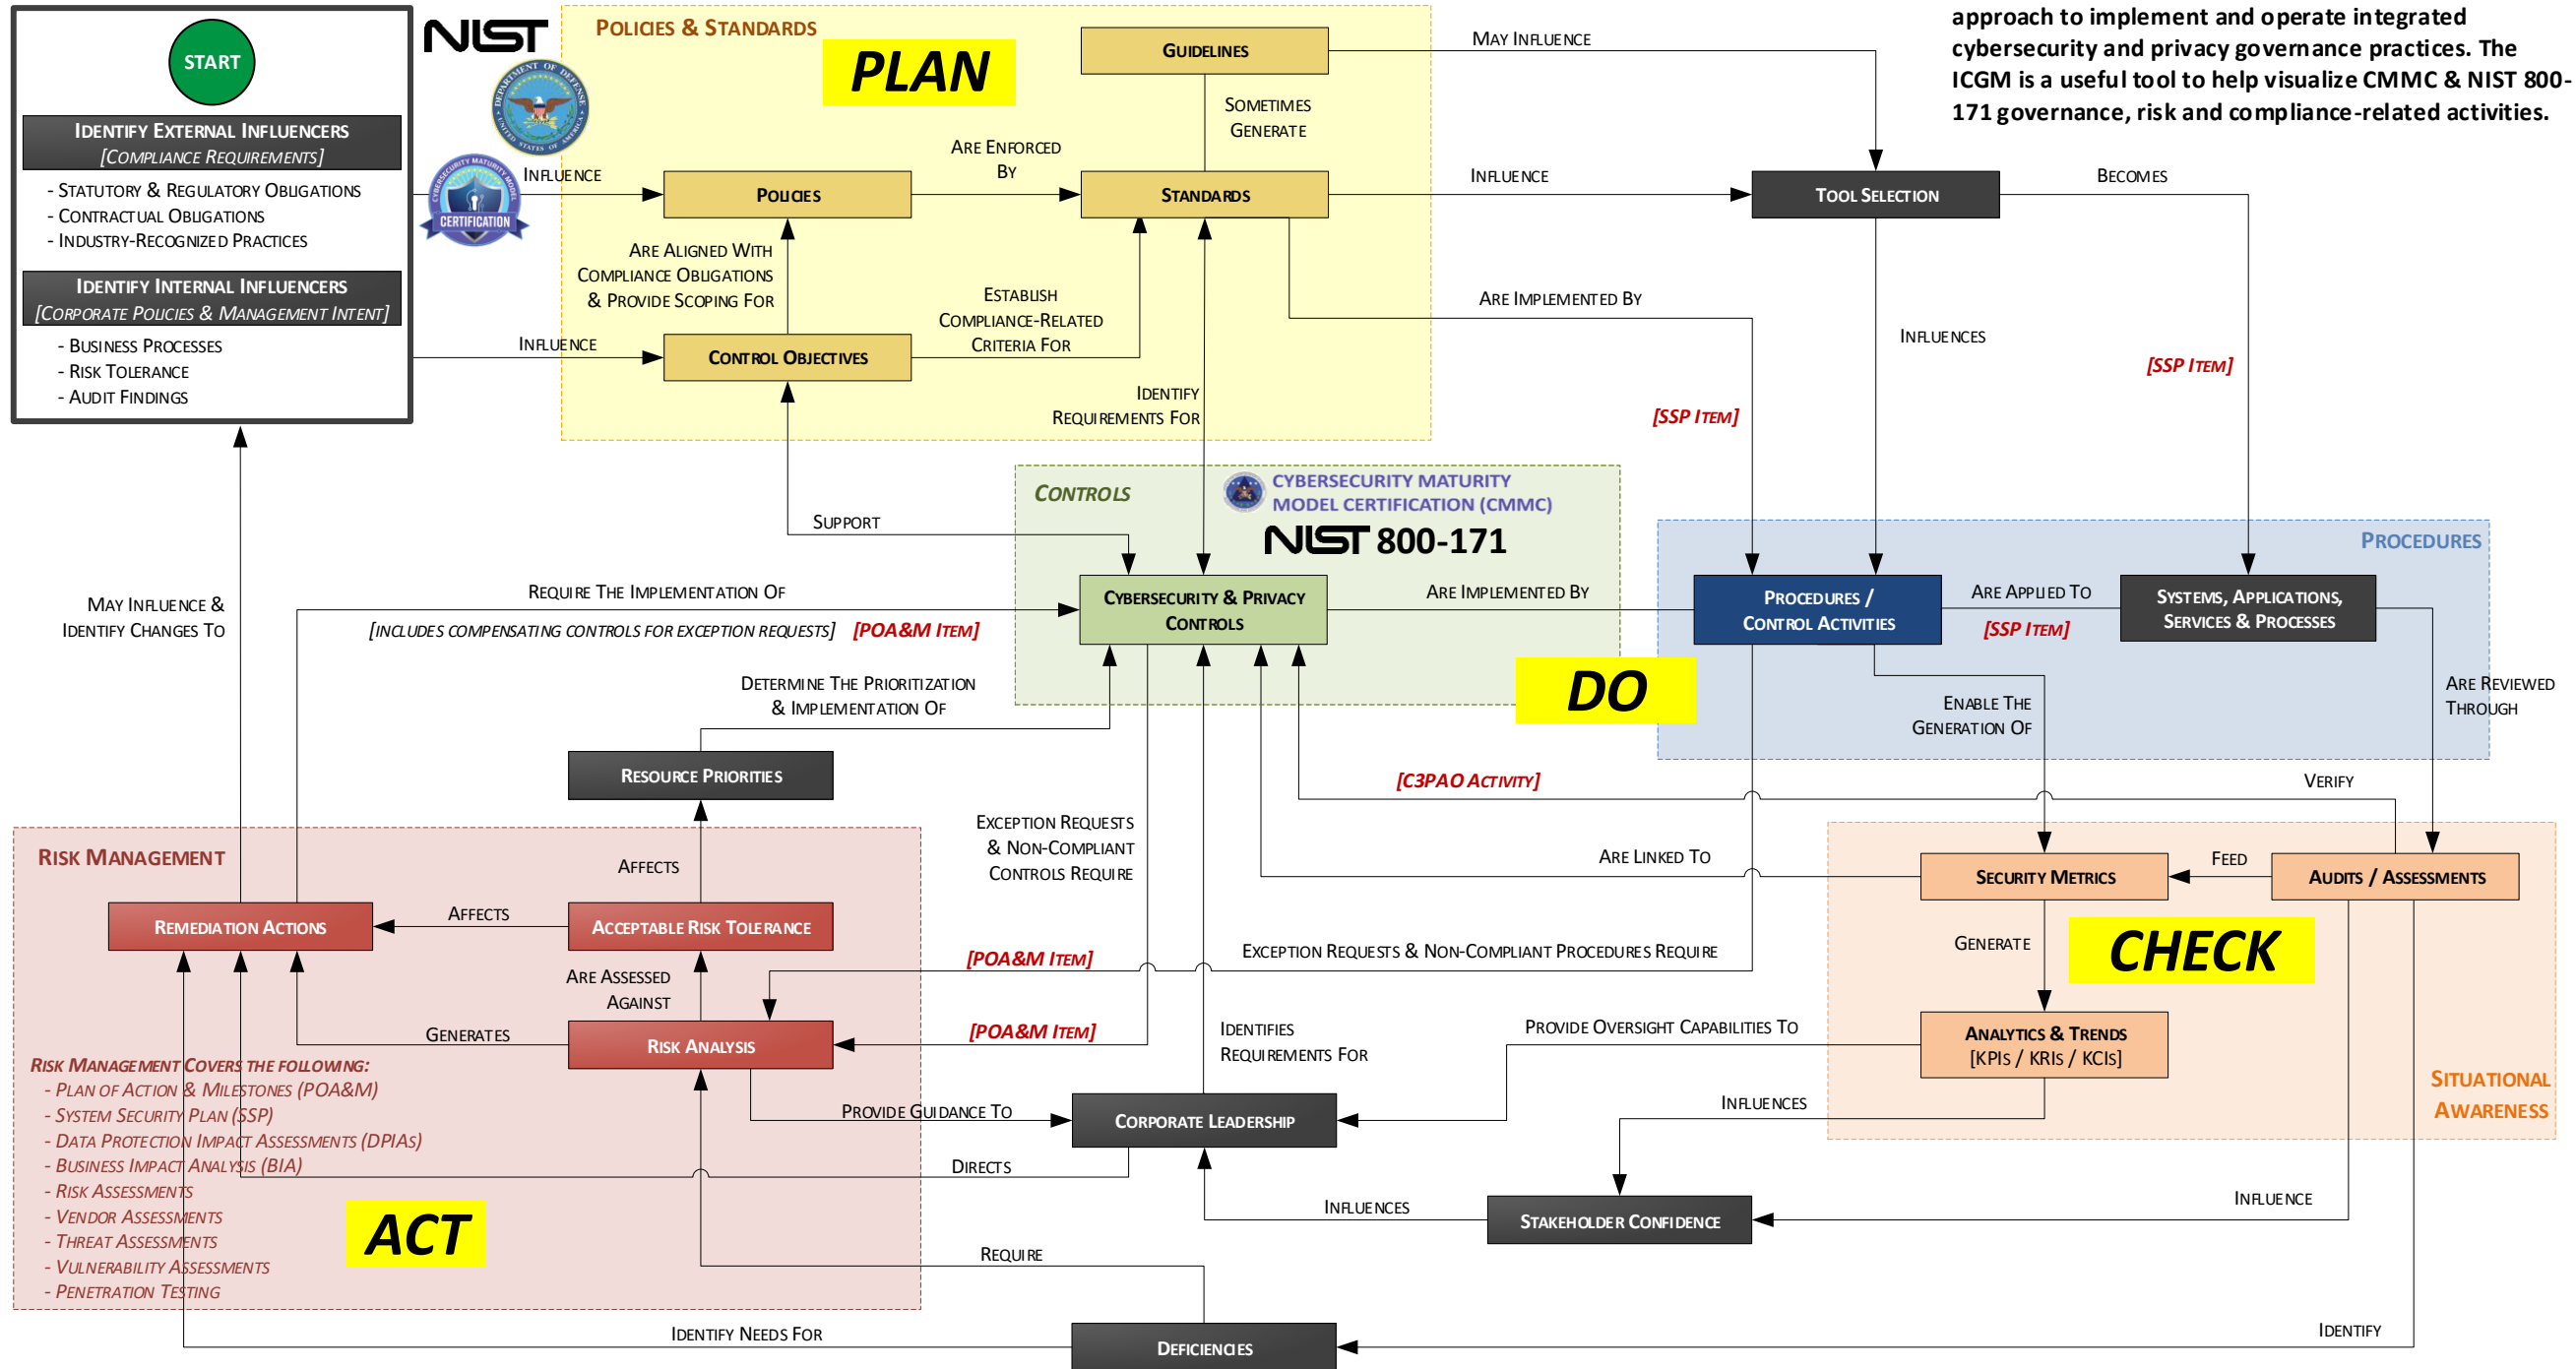 approach to implement and operate integrated
cybersecurity and privacy governance practices. The
ICGM is a useful tool to help visualize CMMC & NIST 800-
171 governance, risk and compliance-related activities.
START
IDENTIFY EXTERNAL INFLUENCERS
[COMPLIANCE REQUIREMENTS]
- STATUTORY & REGULATORY OBLIGATIONS
- CONTRACTUAL OBLIGATIONS
- INDUSTRY-RECOGNIZED PRACTICES
IDENTIFY INTERNAL INFLUENCERS
[CORPORATE POLICIES & MANAGEMENT INTENT]
- BUSINESS PROCESSES
- RISK TOLERANCE
- AUDIT FINDINGS
NIST
DEPARTMENT OF DEFENSE
UNITED STATES OF AMERICA
CYBERSECURITY MATURITY MODEL
CERTIFICATION
INFLUENCE
INFLUENCE
POLICIES & STANDARDS
PLAN
GUIDELINES
SOMETIMES
GENERATE
ARE ENFORCED
BY
POLICIES
STANDARDS
ARE ALIGNED WITH
COMPLIANCE OBLIGATIONS
& PROVIDE SCOPING FOR
ESTABLISH
COMPLIANCE-RELATED
CRITERIA FOR
CONTROL OBJECTIVES
IDENTIFY
REQUIREMENTS FOR
MAY INFLUENCE
INFLUENCE
TOOL SELECTION
BECOMES
ARE IMPLEMENTED BY
INFLUENCES
[SSP ITEM]
[SSP ITEM]
SUPPORT
CONTROLS
CYBERSECURITY MATURITY
MODEL CERTIFICATION (CMMC)
NIST 800-171
CYBERSECURITY & PRIVACY
CONTROLS
ARE IMPLEMENTED BY
DO
PROCEDURES
PROCEDURES /
CONTROL ACTIVITIES
ARE APPLIED TO
[SSP ITEM]
SYSTEMS, APPLICATIONS,
SERVICES & PROCESSES
ENABLE THE
GENERATION OF
ARE REVIEWED
THROUGH
MAY INFLUENCE &
IDENTIFY CHANGES TO
REQUIRE THE IMPLEMENTATION OF
[INCLUDES COMPENSATING CONTROLS FOR EXCEPTION REQUESTS] [POA&M ITEM]
DETERMINE THE PRIORITIZATION
& IMPLEMENTATION OF
RESOURCE PRIORITIES
[C3PAO ACTIVITY]
VERIFY
EXCEPTION REQUESTS
& NON-COMPLIANT
CONTROLS REQUIRE
ARE LINKED TO
RISK MANAGEMENT
AFFECTS
REMEDIATION ACTIONS
AFFECTS
ACCEPTABLE RISK TOLERANCE
ARE ASSESSED
AGAINST
GENERATES
RISK ANALYSIS
[POA&M ITEM]
EXCEPTION REQUESTS & NON-COMPLIANT PROCEDURES REQUIRE
[POA&M ITEM]
SECURITY METRICS
FEED
AUDITS / ASSESSMENTS
GENERATE
CHECK
ANALYTICS & TRENDS
[KPIS / KRIS / KCIS]
SITUATIONAL
AWARENESS
PROVIDE OVERSIGHT CAPABILITIES TO
IDENTIFIES
REQUIREMENTS FOR
RISK MANAGEMENT COVERS THE FOLLOWING:
- PLAN OF ACTION & MILESTONES (POA&M)
- SYSTEM SECURITY PLAN (SSP)
- DATA PROTECTION IMPACT ASSESSMENTS (DPIAS)
- BUSINESS IMPACT ANALYSIS (BIA)
- RISK ASSESSMENTS
- VENDOR ASSESSMENTS
- THREAT ASSESSMENTS
- VULNERABILITY ASSESSMENTS
- PENETRATION TESTING
ACT
PROVIDE GUIDANCE TO
CORPORATE LEADERSHIP
DIRECTS
INFLUENCES
INFLUENCES
STAKEHOLDER CONFIDENCE
INFLUENCE
REQUIRE
IDENTIFY NEEDS FOR
DEFICIENCIES
IDENTIFY